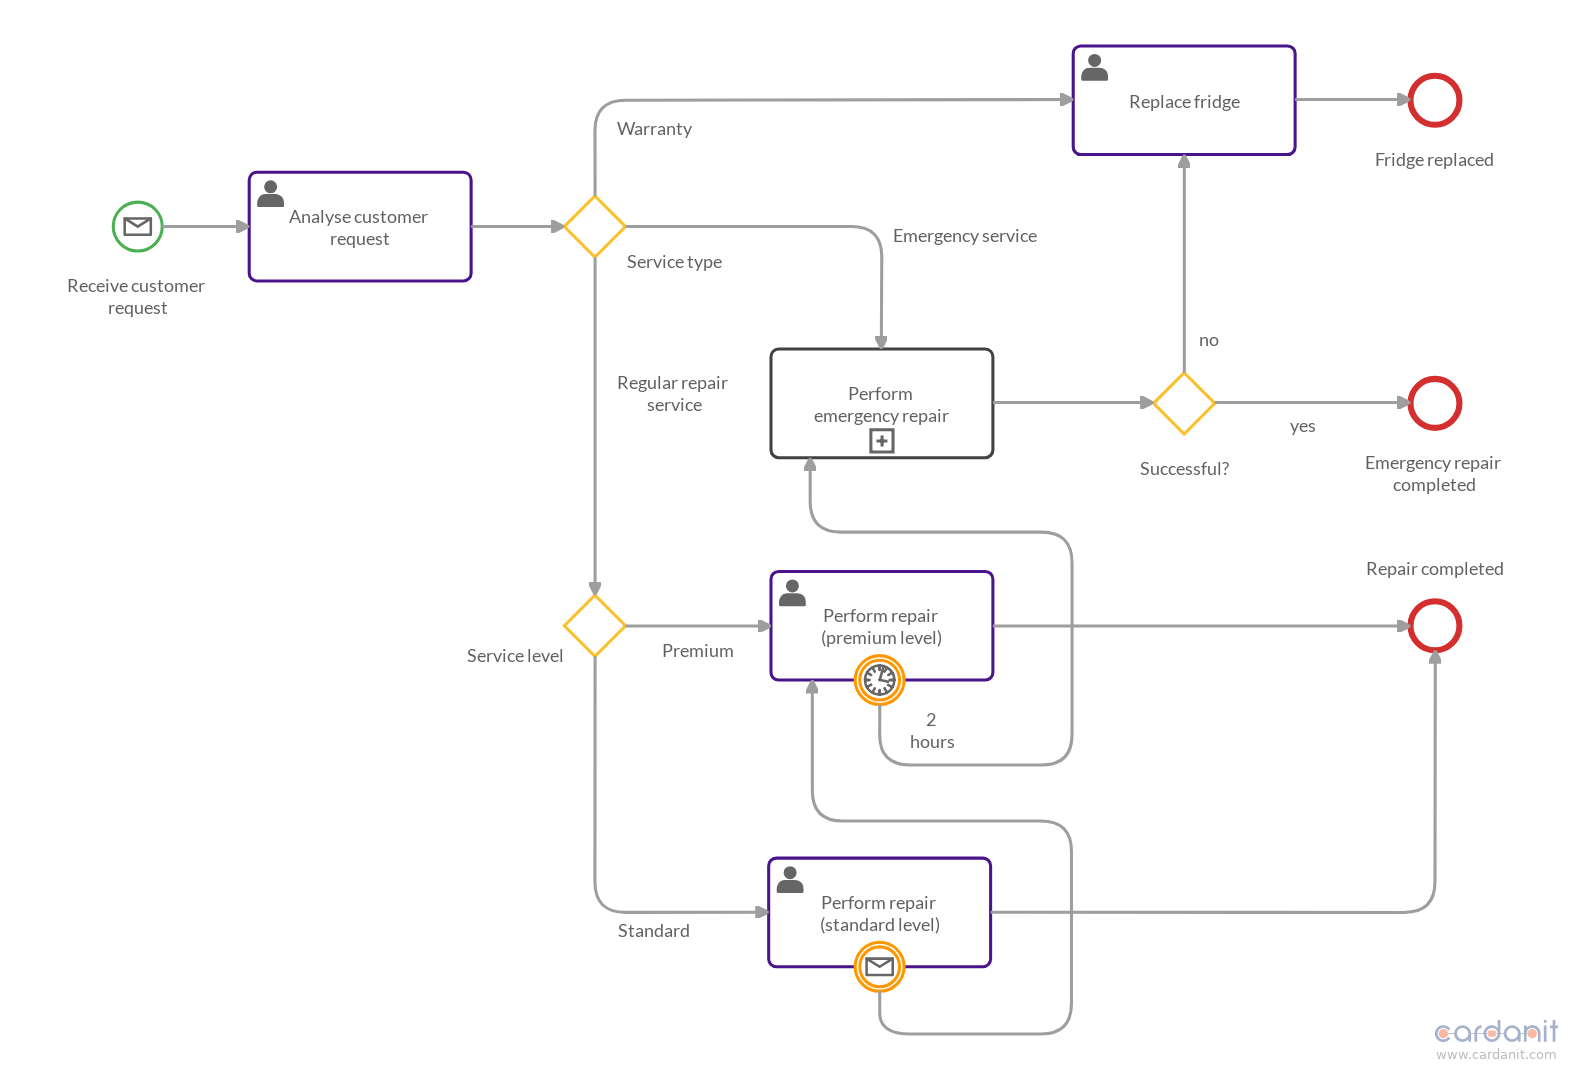 Replace fridge
Warranty
Fridge replaced
Analyse customer
request
Emergency service
Service type
Receive customer
request
no
Regular repair
service
Perform
emergency repair
yes
Successful?
Emergency repair
completed
Repair completed
Perform repair
(premium level)
Service level
Premium
2
hours
Perform repair
(standard level)
Standard
cardanit
www.cardanit.com